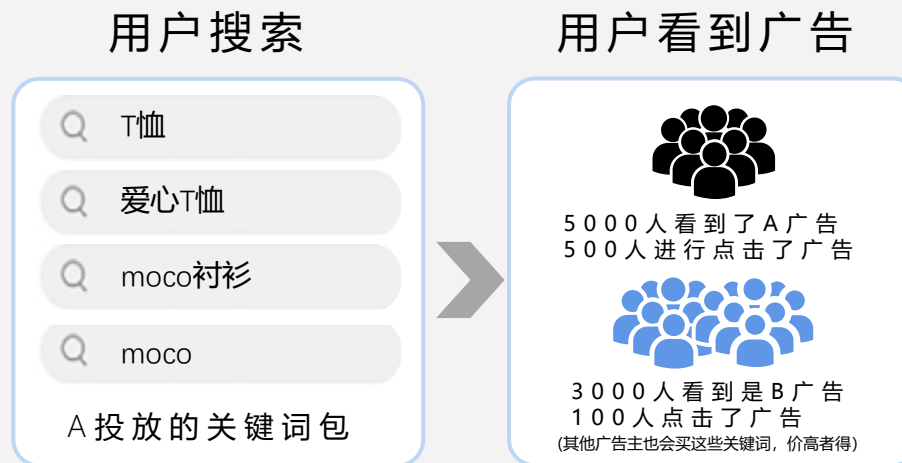 用户搜索
T恤
爱心T恤
moco衬衫
moco
A投放的关键词包
用户看到广告
5000人看到了A广告
500人进行点击了广告
3000人看到是B广告
100人点击了广告
(其他广告主也会买这些关键词，价高者得)